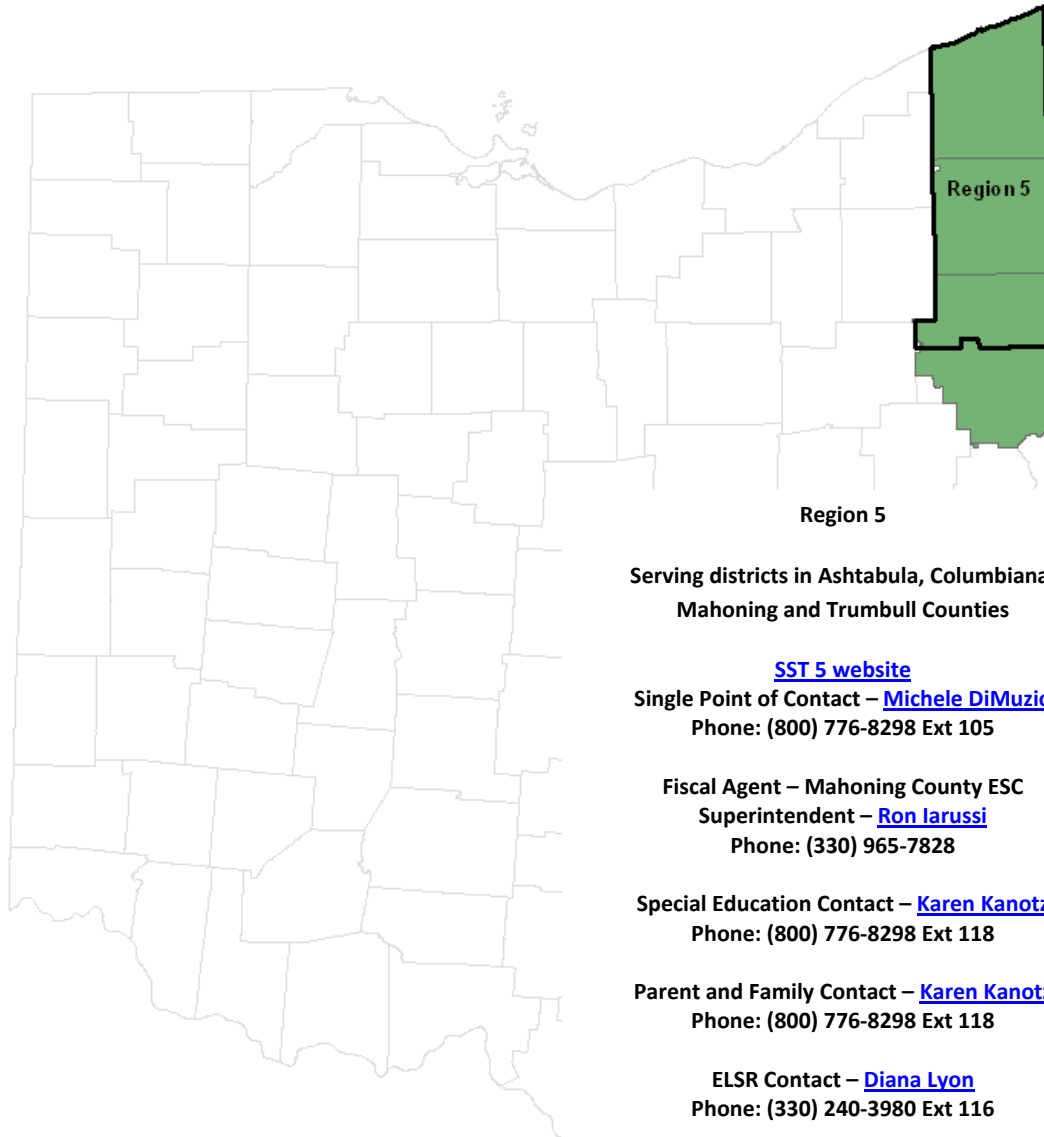 Region 5
Region 5
Serving districts in Ashtabula, Columbiana
Mahoning and Trumbull Counties
SST 5 website
Single Point of Contact – Michele DiMuzio
Phone: (800) 776-8298 Ext 105
Fiscal Agent – Mahoning County ESC
Superintendent – Ron Iarussi
Phone: (330) 965-7828
Special Education Contact – Karen Kanotz
Phone: (800) 776-8298 Ext 118
Parent and Family Contact – Karen Kanotz
Phone: (800) 776-8298 Ext 118
ELSR Contact – Diana Lyon
Phone: (330) 240-3980 Ext 116